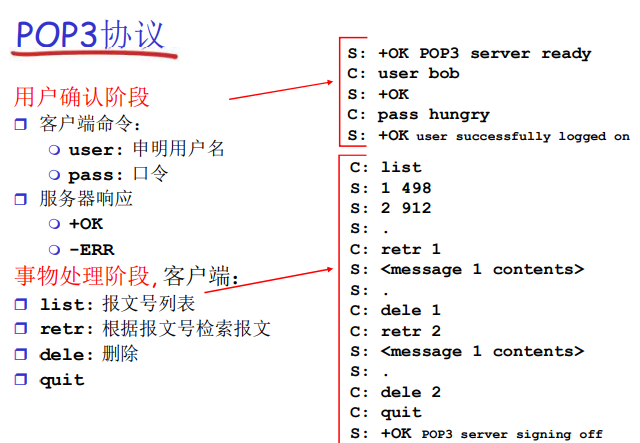 POP3协议
用户确认阶段
客户端命令：
user: 申明用户名
pass: 口令
服务器响应
+OK
-ERR
事物处理阶段, 客户端：
list: 报文号列表
retr: 根据报文号检索报文
dele: 删除
quit
S: +OK POP3 server ready
C: user bob
S: +OK
C: pass hungry
S: +OK user successfully logged on
C: list
S: 1 498
S: 2 912
S: .
C: retr 1
S: <message 1 contents>
S: .
C: dele 1
C: retr 2
S: <message 1 contents>
S: .
C: dele 2
C: quit
S: +OK POP3 server signing off